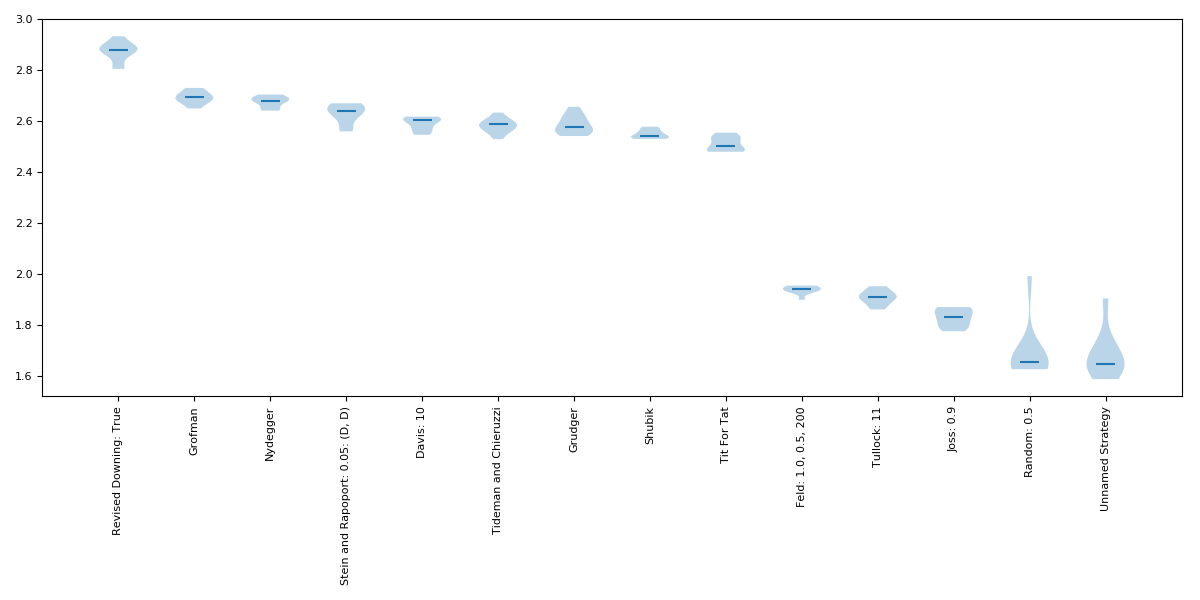 3.0
2.8
2.6
2.4
2.2
2.0
1.8
1.6
Revised Downing: True
Grofman
Nydegger
Stein and Rapoport: 0.05: (D, D)
Davis: 10
Tideman and Chieruzzi
Grudger
Shubik
Tit For Tat
Feld: 1.0, 0.5, 200
Tullock: 11
Joss: 0.9
Random: 0.5
Unnamed Strategy